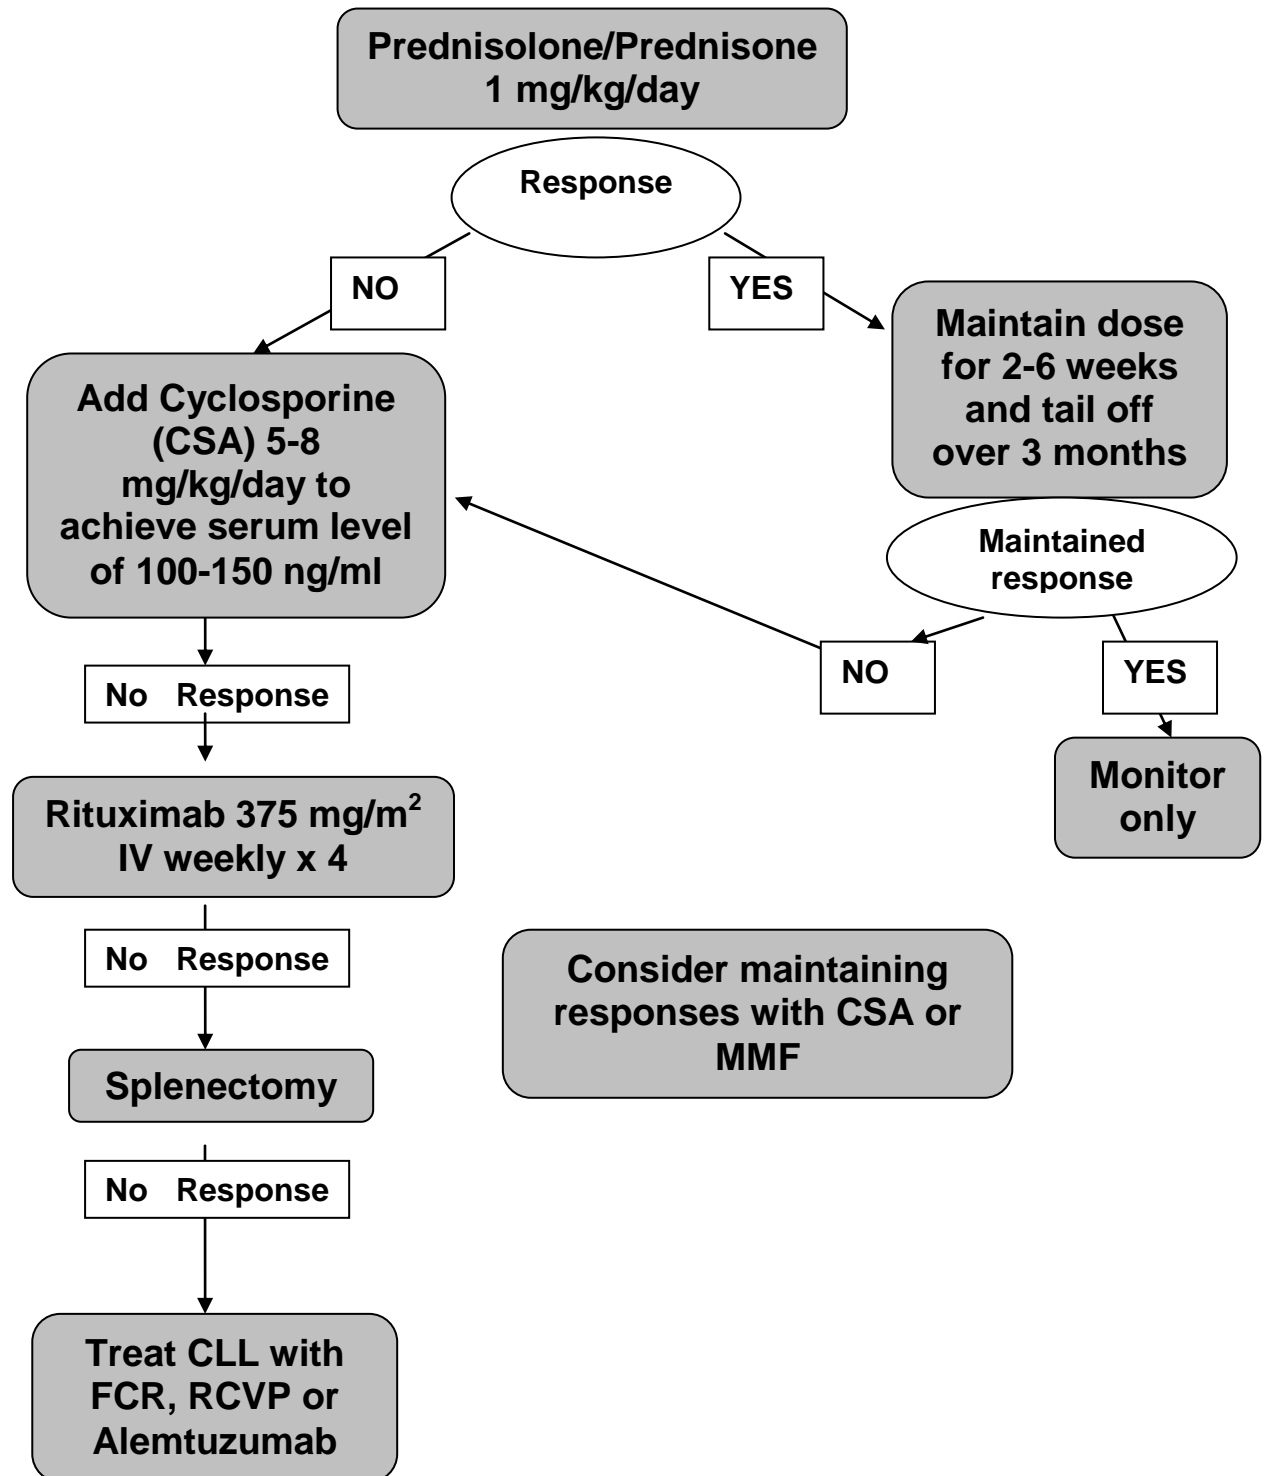 Prednisolone/Prednisone
1 mg/kg/day
Response
NO
YES
Maintain dose
for 2-6 weeks
and tail off
over 3 months
Add Cyclosporine
(CSA) 5-8
mg/kg/day to
achieve serum level
of 100-150 ng/ml
Maintained
response
NO
YES
No Response
Monitor
only
Rituximab 375 mg/m²
IV weekly x 4
No Response
Consider maintaining
responses with CSA or
MMF
Splenectomy
No Response
Treat CLL with
FCR, RCVP or
Alemtuzumab